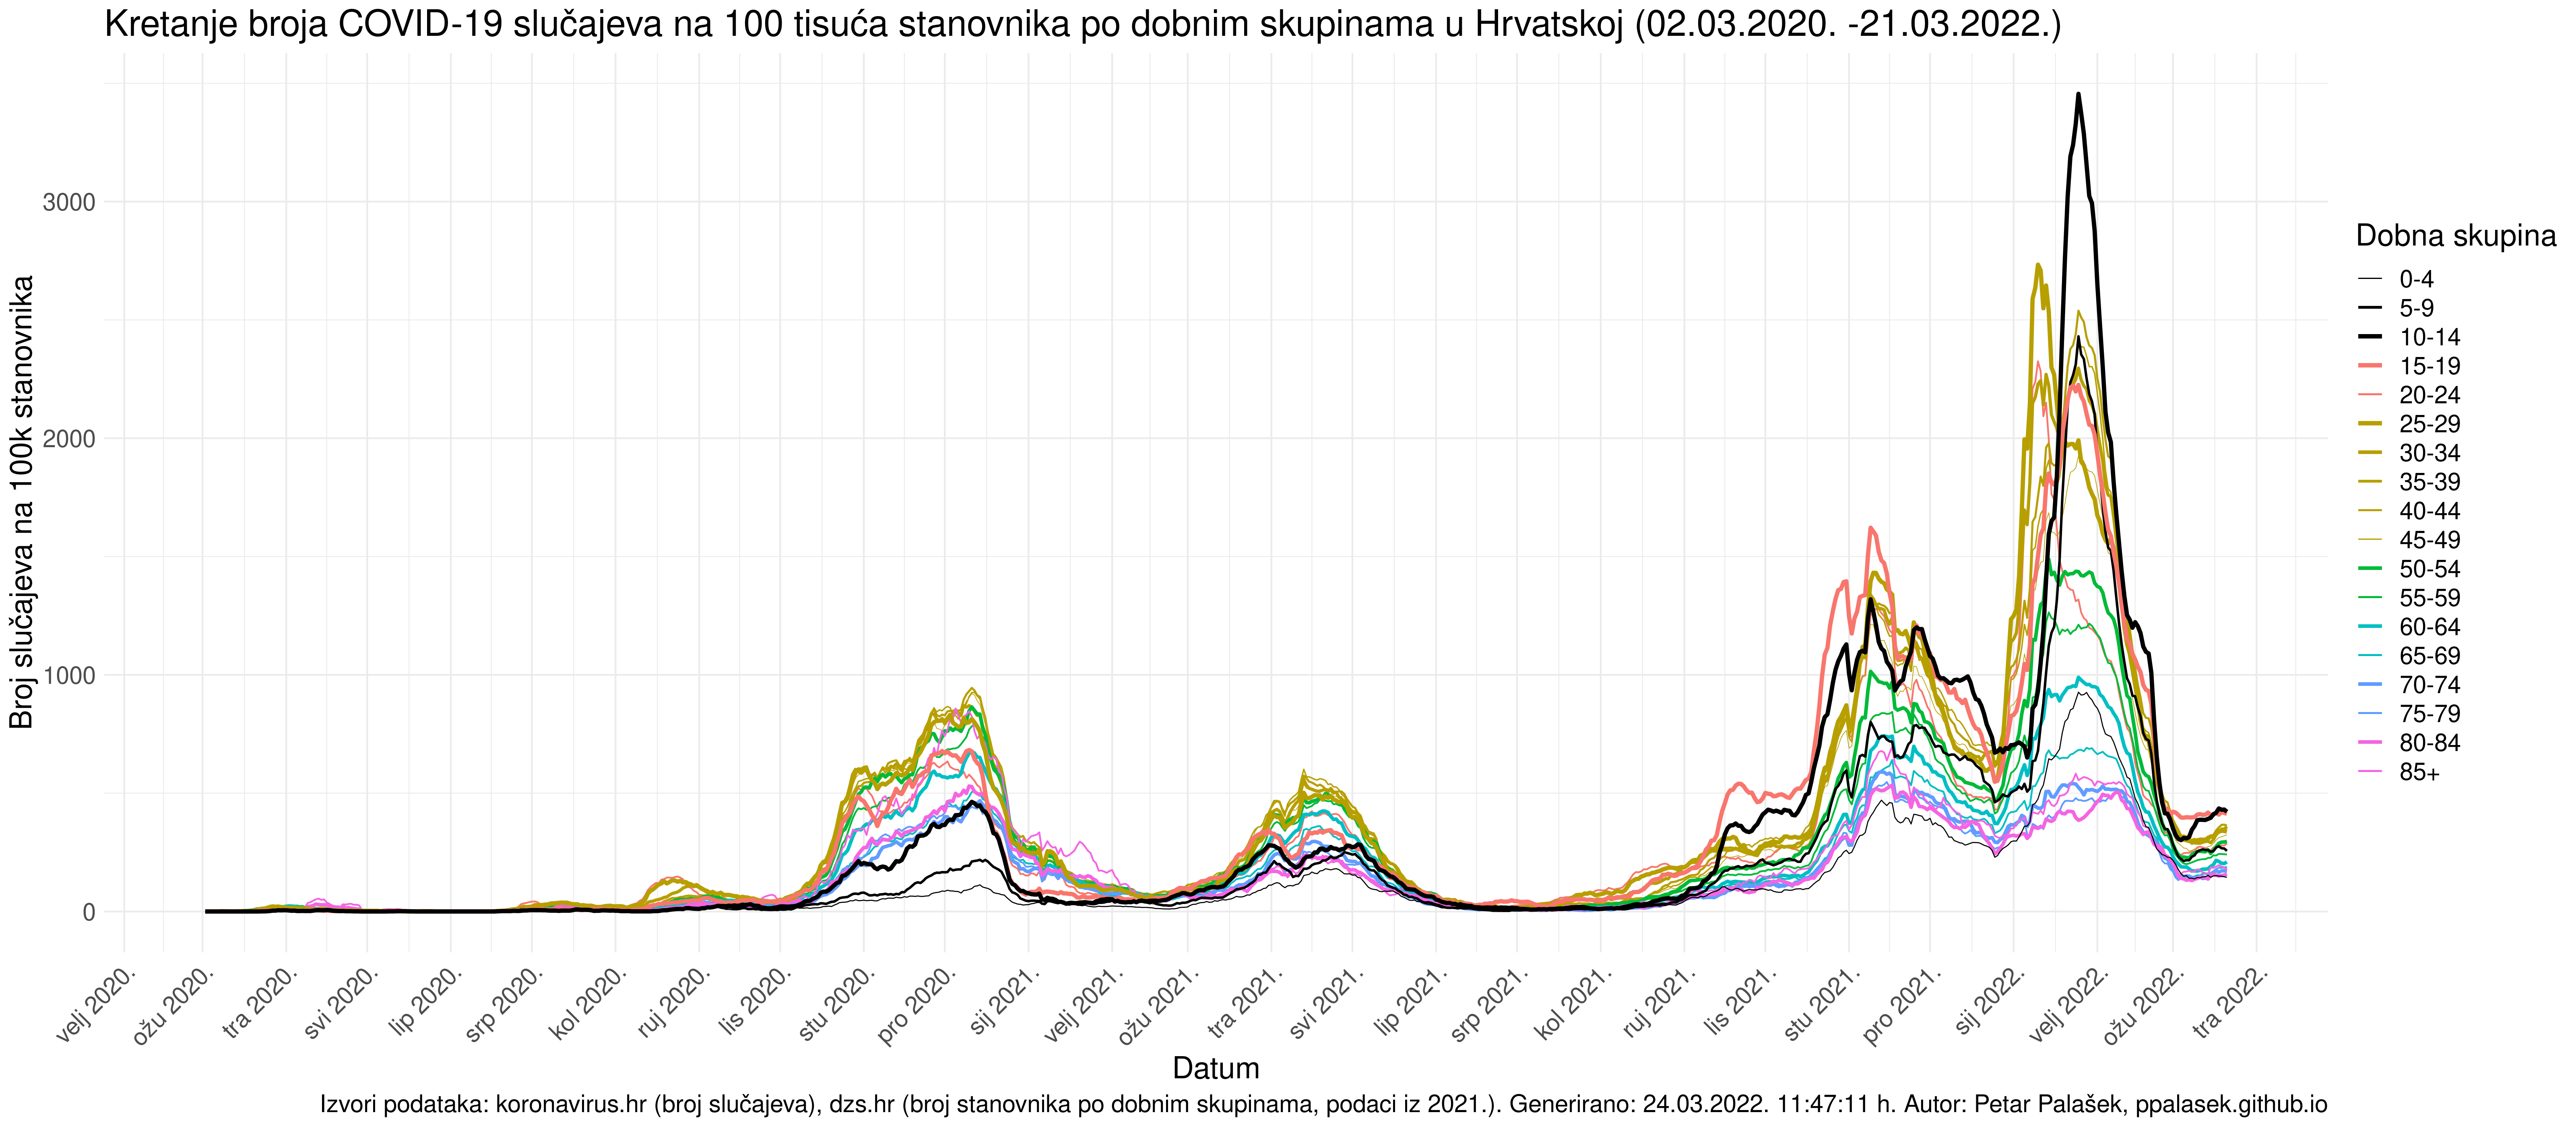 Kretanje broja COVID-19 slučajeva na 100 tisuća stanovnika po dobnim skupinama u Hrvatskoj (02.03.2020. -21.03.2022.)
Broj slučajeva na 100k stanovnika
3000
2000
1000
0
velj 2020.
ožu 2020.
tra 2020.
svi 2020.
lip 2020.
srp 2020.
kol 2020.
ruj 2020.
lis 2020.
stu 2020.
pro 2020.
sij 2021.
velj 2021.
ožu 2021.
tra 2021.
svi 2021.
lip 2021.
srp 2021.
kol 2021.
ruj 2021.
lis 2021.
stu 2021.
pro 2021.
sij 2022.
velj 2022.
ožu 2022.
tra 2022.
Datum
Dobna skupina
0-4
5-9
10-14
15-19
20-24
25-29
30-34
35-39
40-44
45-49
50-54
55-59
60-64
65-69
70-74
75-79
80-84
85+
Izvori podataka: koronavirus.hr (broj slučajeva), dzs.hr (broj stanovnika po dobnim skupinama, podaci iz 2021.). Generirano: 24.03.2022. 11:47:11 h. Autor: Petar Palašek, ppalasek.github.io